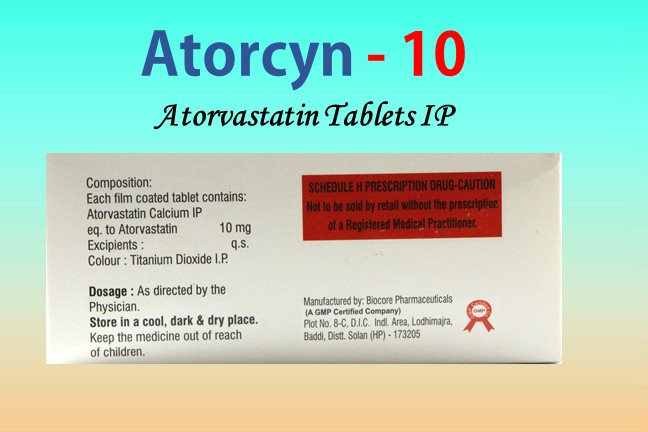 Atorcyn - 10
Atorvastatin Tablets IP
Composition:
Each film coated tablet contains:
Atorvastatin Calcium IP
eq. to Atorvastatin 10 mg
Excipients : q.s.
Colour : Titanium Dioxide I.P.
Dosage : As directed by the
Physician.
Store in a cool, dark & dry place.
Keep the medicine out of reach
of children.
SCHEDULE H PRESCRIPTION DRUG-CAUTION
Not to be sold by retail without the prescription
of a Registered Medical Practitioner.
Manufactured by: Biocore Pharmaceuticals
(A GMP Certified Company)
Plot No. 8-C, D.I.C. Indl. Area, Lodhimajra,
Baddi, Distt. Solan (HP) - 173205
GMP